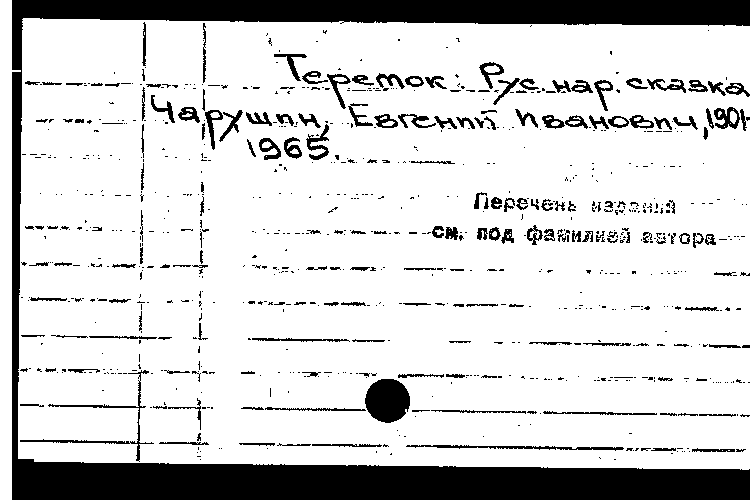 Теремок: Рус. нар. сказка
Чарушин, Евгений Иванович, 1901-
1965.
Перечень изданий
см. под фамилией автора